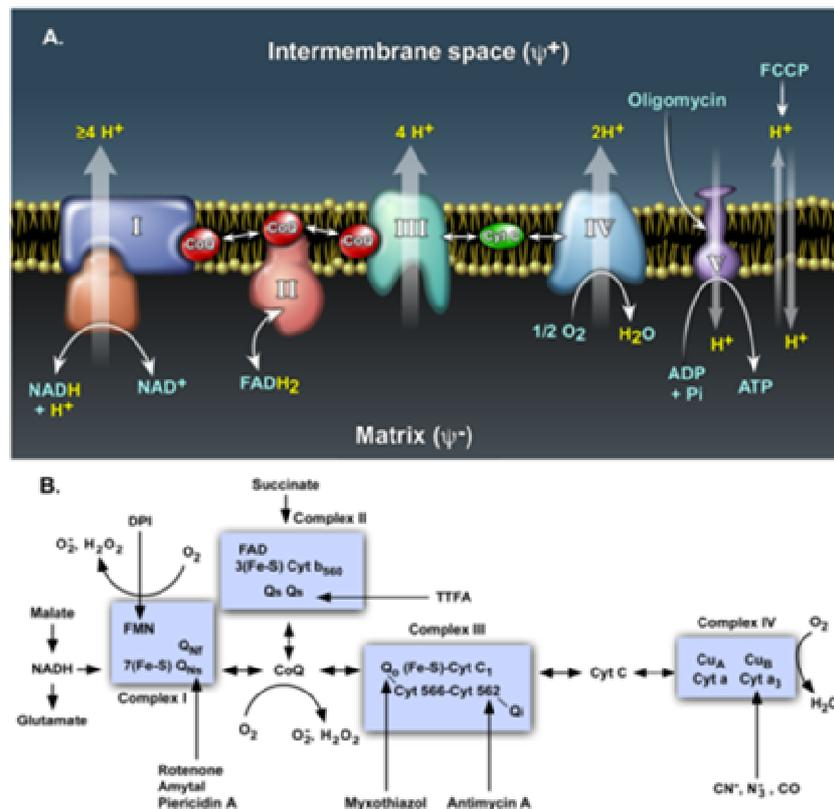 A.
Intermembrane space (ψ+)
FCCP
Oligomycin
≥4 H+
4 H+
2H+
H+
I
CoQ
CoQ
CoQ
III
Cyt C
IV
II
V
1/2 O2
H2O
H+
H+
NADH
+ H+
NAD+
FADH2
ADP
+ Pi
ATP
Matrix (ψ-)
B.
Succinate
DPI
Complex II
O2-, H2O2
O2
FAD
3(Fe-S) Cyt b560
Qs Qs
TTFA
Malate
Complex III
Complex IV
O2
FMN
QNf
NADH
7(Fe-S) QNs
CoQ
Qo (Fe-S)-Cyt C1
Cyt C
CuA CuB
Cyt a Cyt a3
Complex I
Cyt 566-Cyt 562
Qi
Glutamate
O2
O2-, H2O2
H2O
Rotenone
Amytal
Piericidin A
Myxothiazol
Antimycin A
CN-, N3-, CO